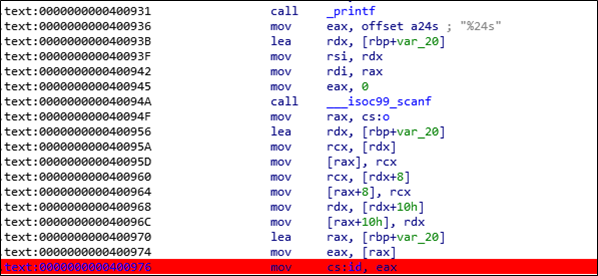 .text:0000000000400931 call _printf
.text:0000000000400936 mov eax, offset a24s ; "%24s"
.text:000000000040093B lea rdx, [rbp+var_20]
.text:000000000040093F mov rsi, rdx
.text:0000000000400942 mov rdi, rax
.text:0000000000400945 mov eax, 0
.text:000000000040094A call ___isoc99_scanf
.text:000000000040094F mov rax, cs:o
.text:0000000000400956 lea rdx, [rbp+var_20]
.text:000000000040095A mov rcx, [rdx]
.text:000000000040095D mov [rax], rcx
.text:0000000000400960 mov rcx, [rdx+8]
.text:0000000000400964 mov [rax+8], rcx
.text:0000000000400968 mov rdx, [rdx+10h]
.text:000000000040096C mov [rax+10h], rdx
.text:0000000000400970 lea rax, [rbp+var_20]
.text:0000000000400974 mov eax, [rax]
.text:0000000000400976 mov cs:id, eax